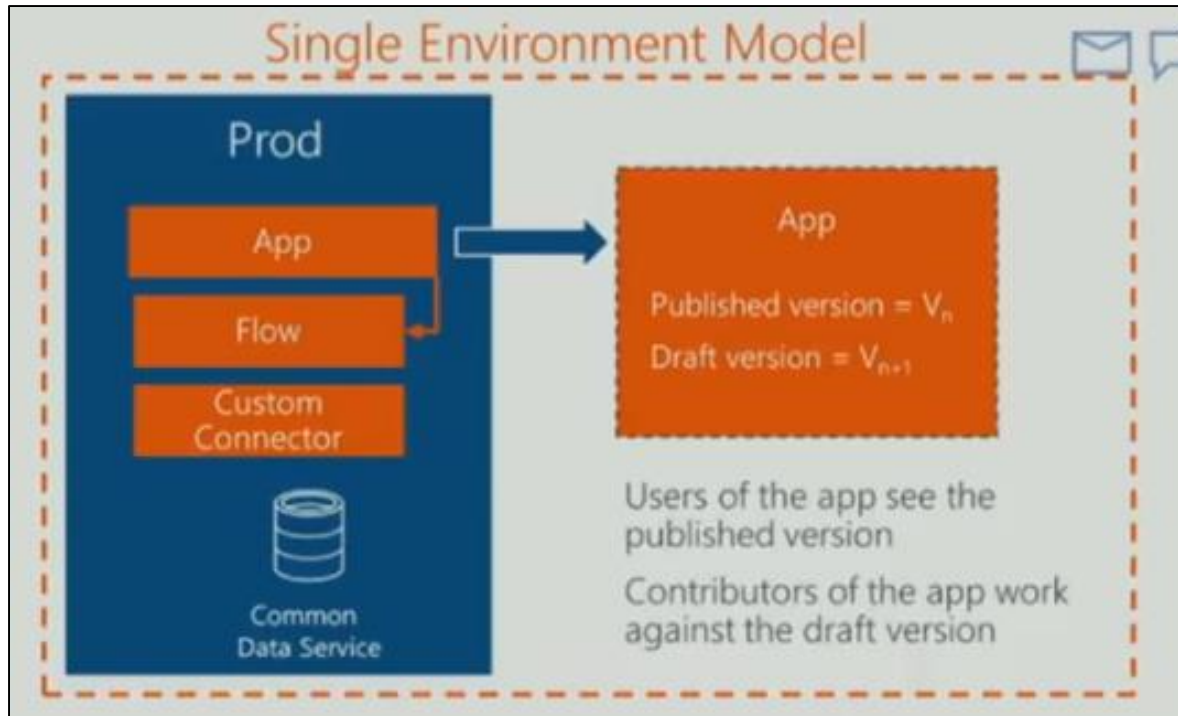 Single Environment Model
Prod
App
Flow
Custom
Connector
Common
Data Service
App
Published version = Vₙ
Draft version = Vₙ₊₁
Users of the app see the
published version
Contributors of the app work
against the draft version